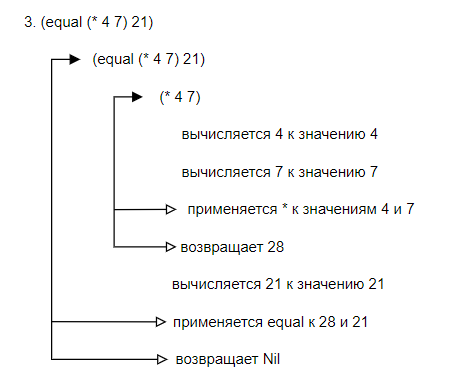 3. (equal (* 4 7) 21)
(equal (* 4 7) 21)
(* 4 7)
вычисляется 4 к значению 4
вычисляется 7 к значению 7
применяется * к значениям 4 и 7
возвращает 28
вычисляется 21 к значению 21
применяется equal к 28 и 21
возвращает Nil